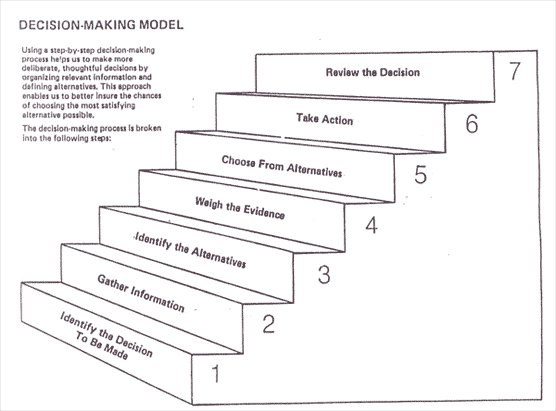 DECISION-MAKING MODEL
Using a step-by-step decision-making
process helps us to make more
deliberate, thoughtful decisions by
organizing relevant information and
defining alternatives. This approach
enables us to better insure the chances
of choosing the most satisfying
alternative possible.
The decision-making process is broken
into the following steps:
Review the Decision
7
Take Action
6
Choose From Alternatives
5
Weigh the Evidence
4
Identify the Alternatives
3
Gather Information
2
Identify the Decision
To Be Made
1